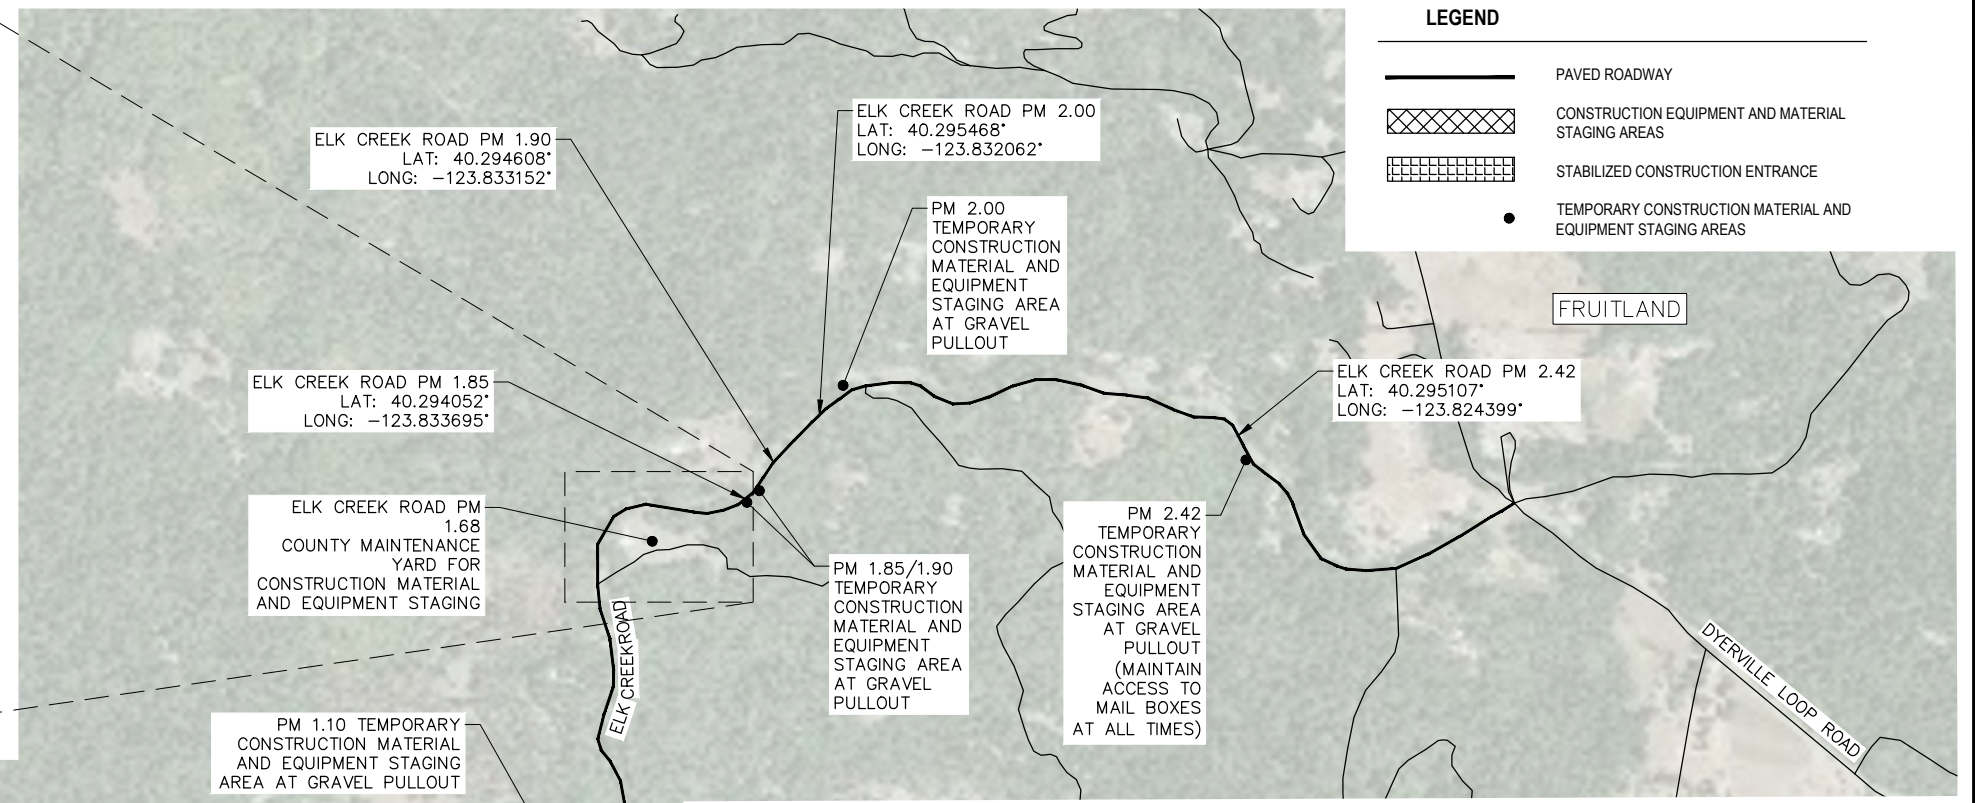 LEGEND
PAVED ROADWAY
CONSTRUCTION EQUIPMENT AND MATERIAL
STAGING AREAS
STABILIZED CONSTRUCTION ENTRANCE
TEMPORARY CONSTRUCTION MATERIAL AND
EQUIPMENT STAGING AREAS
ELK CREEK ROAD PM 2.00
LAT: 40.295468°
LONG: −123.832062°
ELK CREEK ROAD PM 1.90
LAT: 40.294608°
LONG: −123.833152°
PM 2.00
TEMPORARY
CONSTRUCTION
MATERIAL AND
EQUIPMENT
STAGING AREA
AT GRAVEL
PULLOUT
FRUITLAND
ELK CREEK ROAD PM 2.42
LAT: 40.295107°
LONG: −123.824399°
ELK CREEK ROAD PM 1.85
LAT: 40.294052°
LONG: −123.833695°
ELK CREEK ROAD PM
1.68
COUNTY MAINTENANCE
YARD FOR
CONSTRUCTION MATERIAL
AND EQUIPMENT STAGING
PM 1.85/1.90
TEMPORARY
CONSTRUCTION
MATERIAL AND
EQUIPMENT
STAGING AREA
AT GRAVEL
PULLOUT
PM 2.42
TEMPORARY
CONSTRUCTION
MATERIAL AND
EQUIPMENT
STAGING AREA
AT GRAVEL
PULLOUT
(MAINTAIN
ACCESS TO
MAIL BOXES
AT ALL TIMES)
ELK CREEKROAD
DYERVILLE LOOP ROAD
PM 1.10 TEMPORARY
CONSTRUCTION MATERIAL
AND EQUIPMENT STAGING
AREA AT GRAVEL PULLOUT